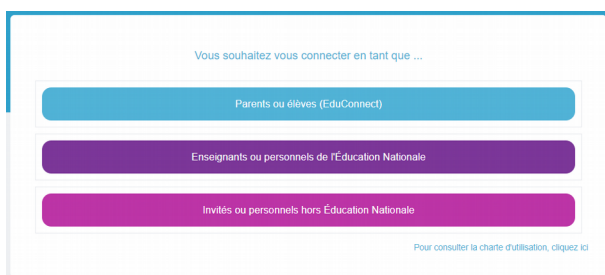 Vous souhaitez vous connecter en tant que ...
Parents ou élèves (EduConnect)
Enseignants ou personnels de l'Éducation Nationale
Invités ou personnels hors Éducation Nationale
Pour consulter la charte d'utilisation, cliquez ici